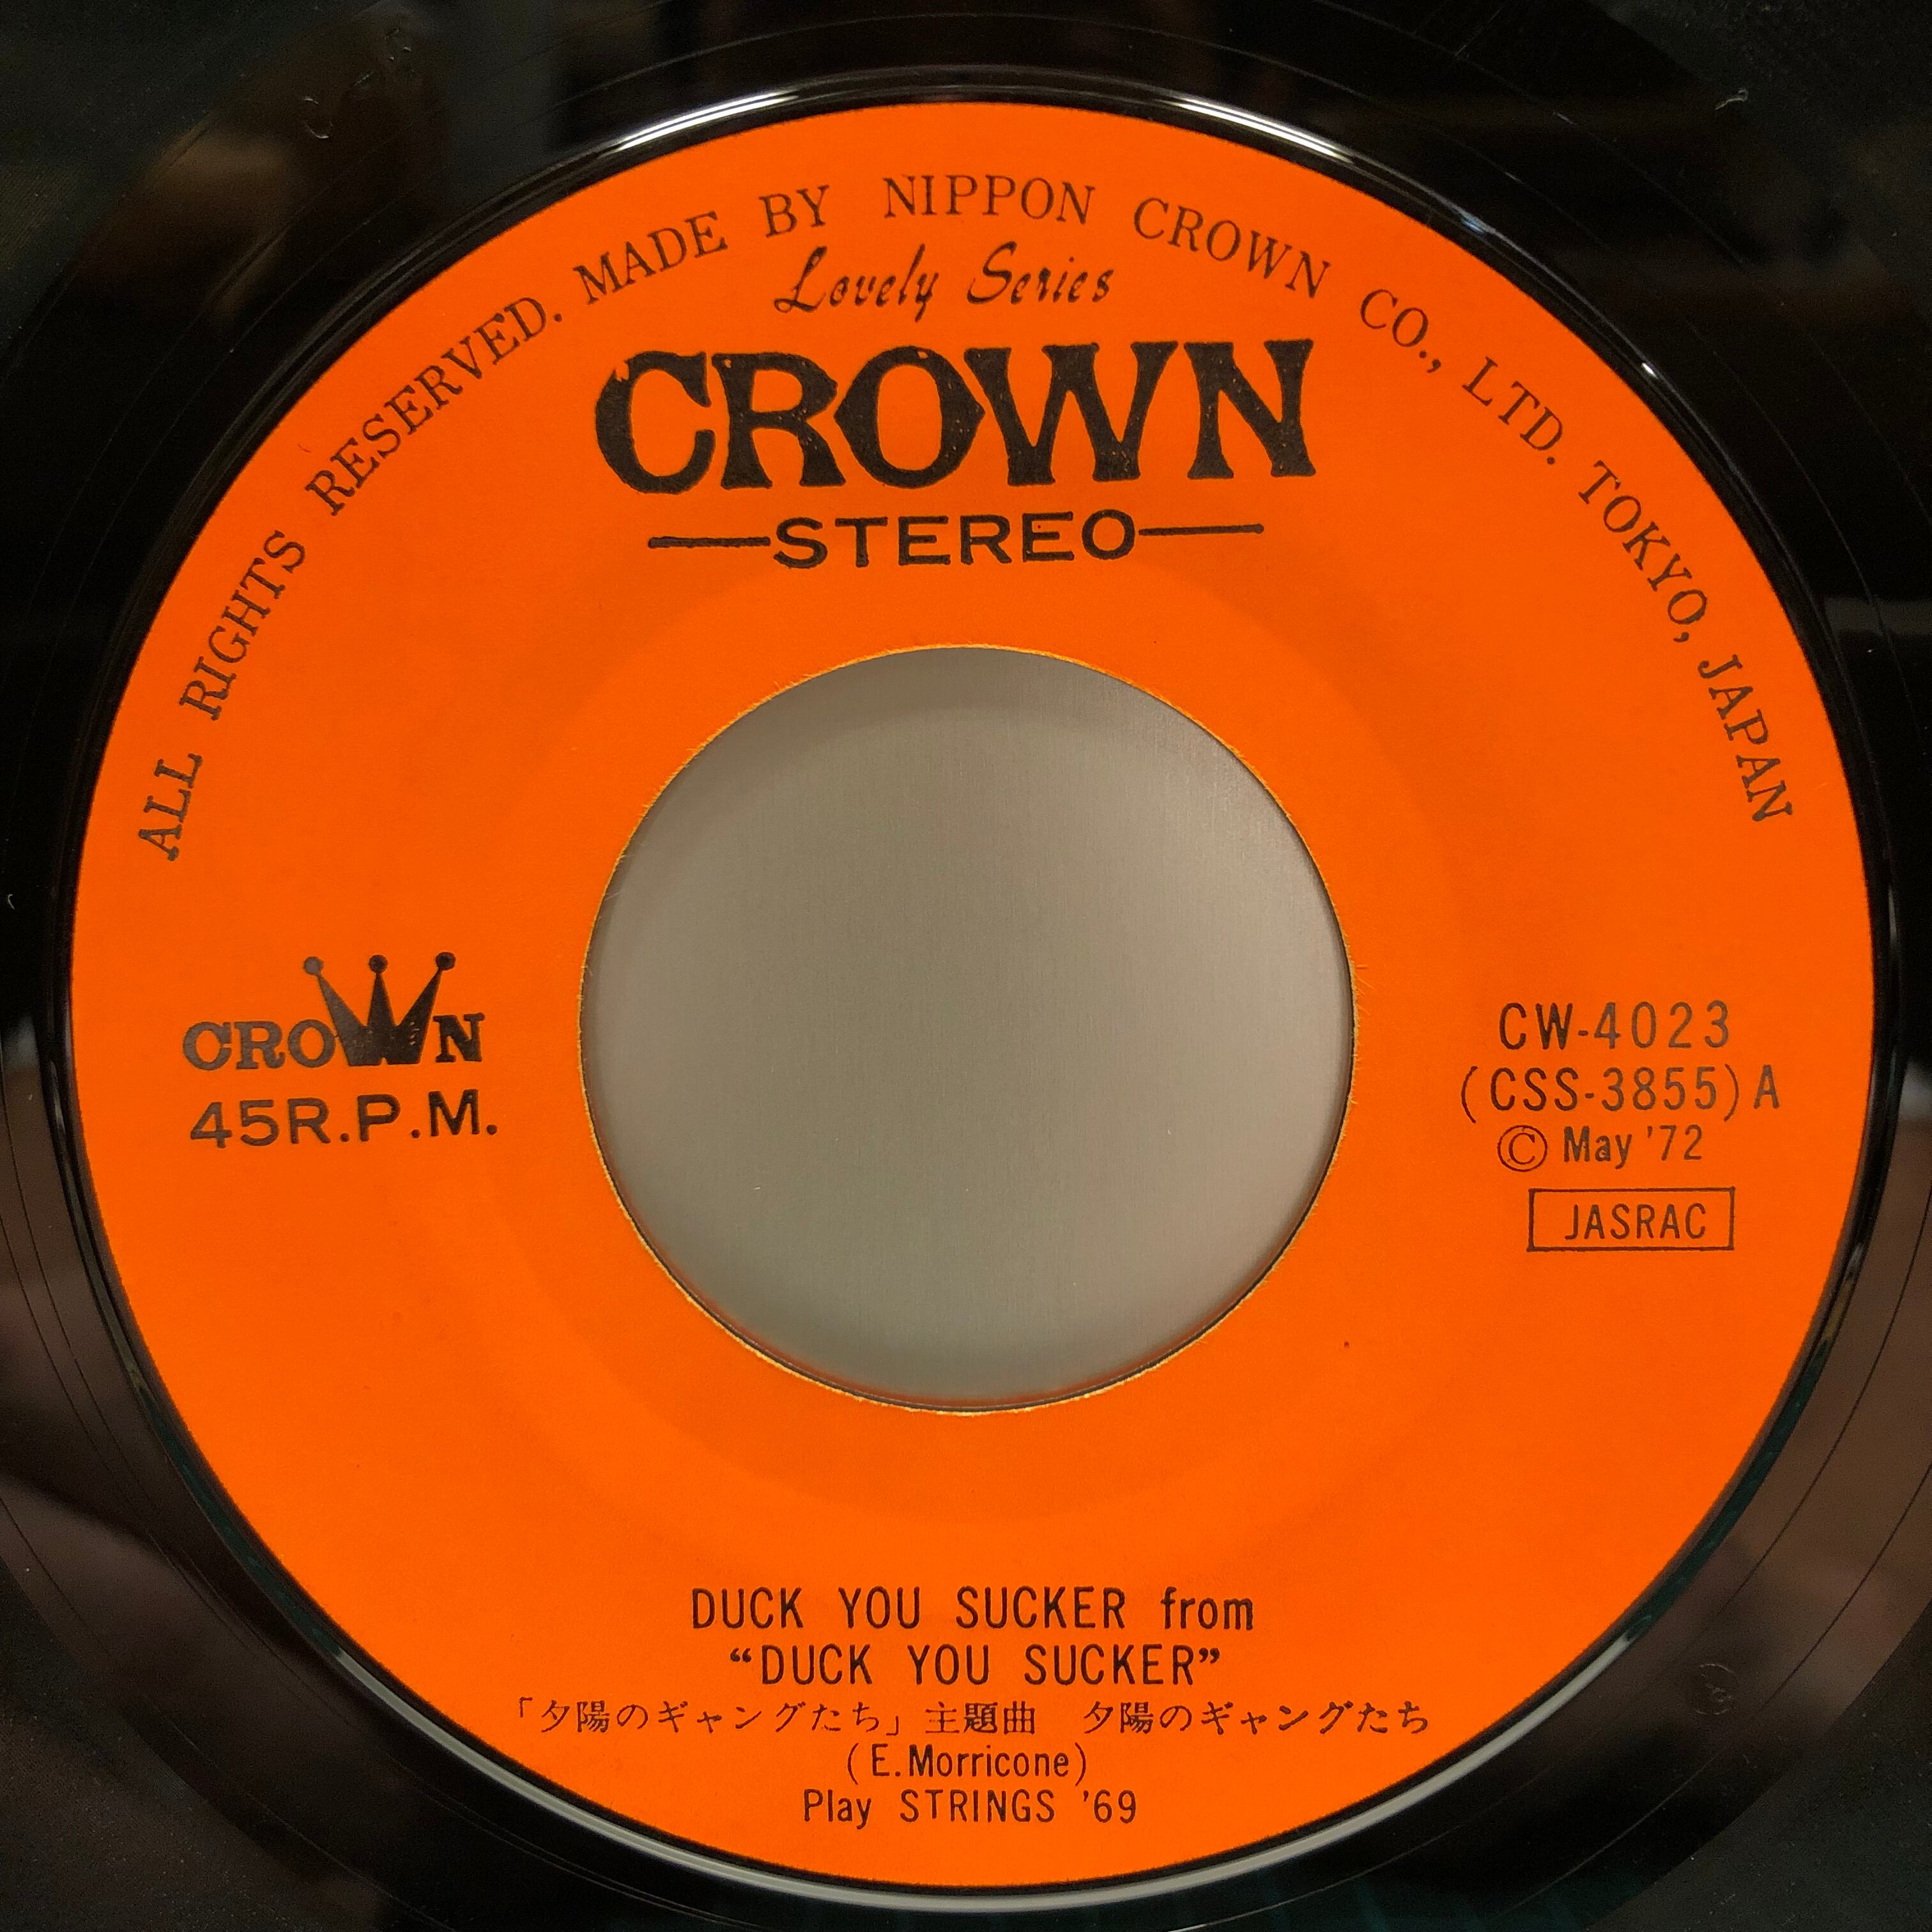 ALL RIGHTS RESERVED. MADE BY NIPPON CROWN CO., LTD. TOKYO, JAPAN
Lovely Series
CROWN
STEREO
CROWN
45R.P.M.
CW-4023
(CSS-3855) A
© May '72
JASRAC
DUCK YOU SUCKER from
“DUCK YOU SUCKER”
「夕陽のギャングたち」主題曲 夕陽のギャングたち
(E.Morricone)
Play STRINGS '69